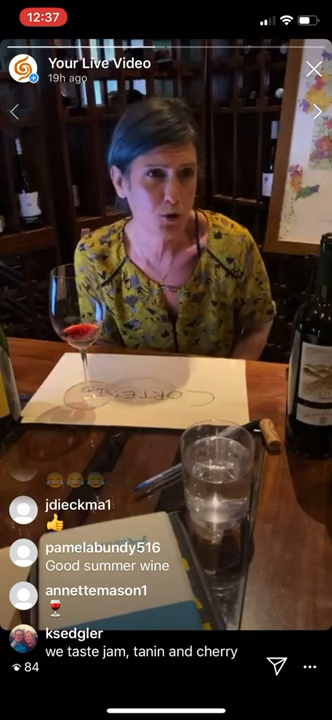 12:37
Your Live Video
19h ago
CORTESE
😂😂😂
jdieckma1
👍
pamelabundy516
Good summer wine
annettemason1
🍷
ksedgler
we taste jam, tanin and cherry
84